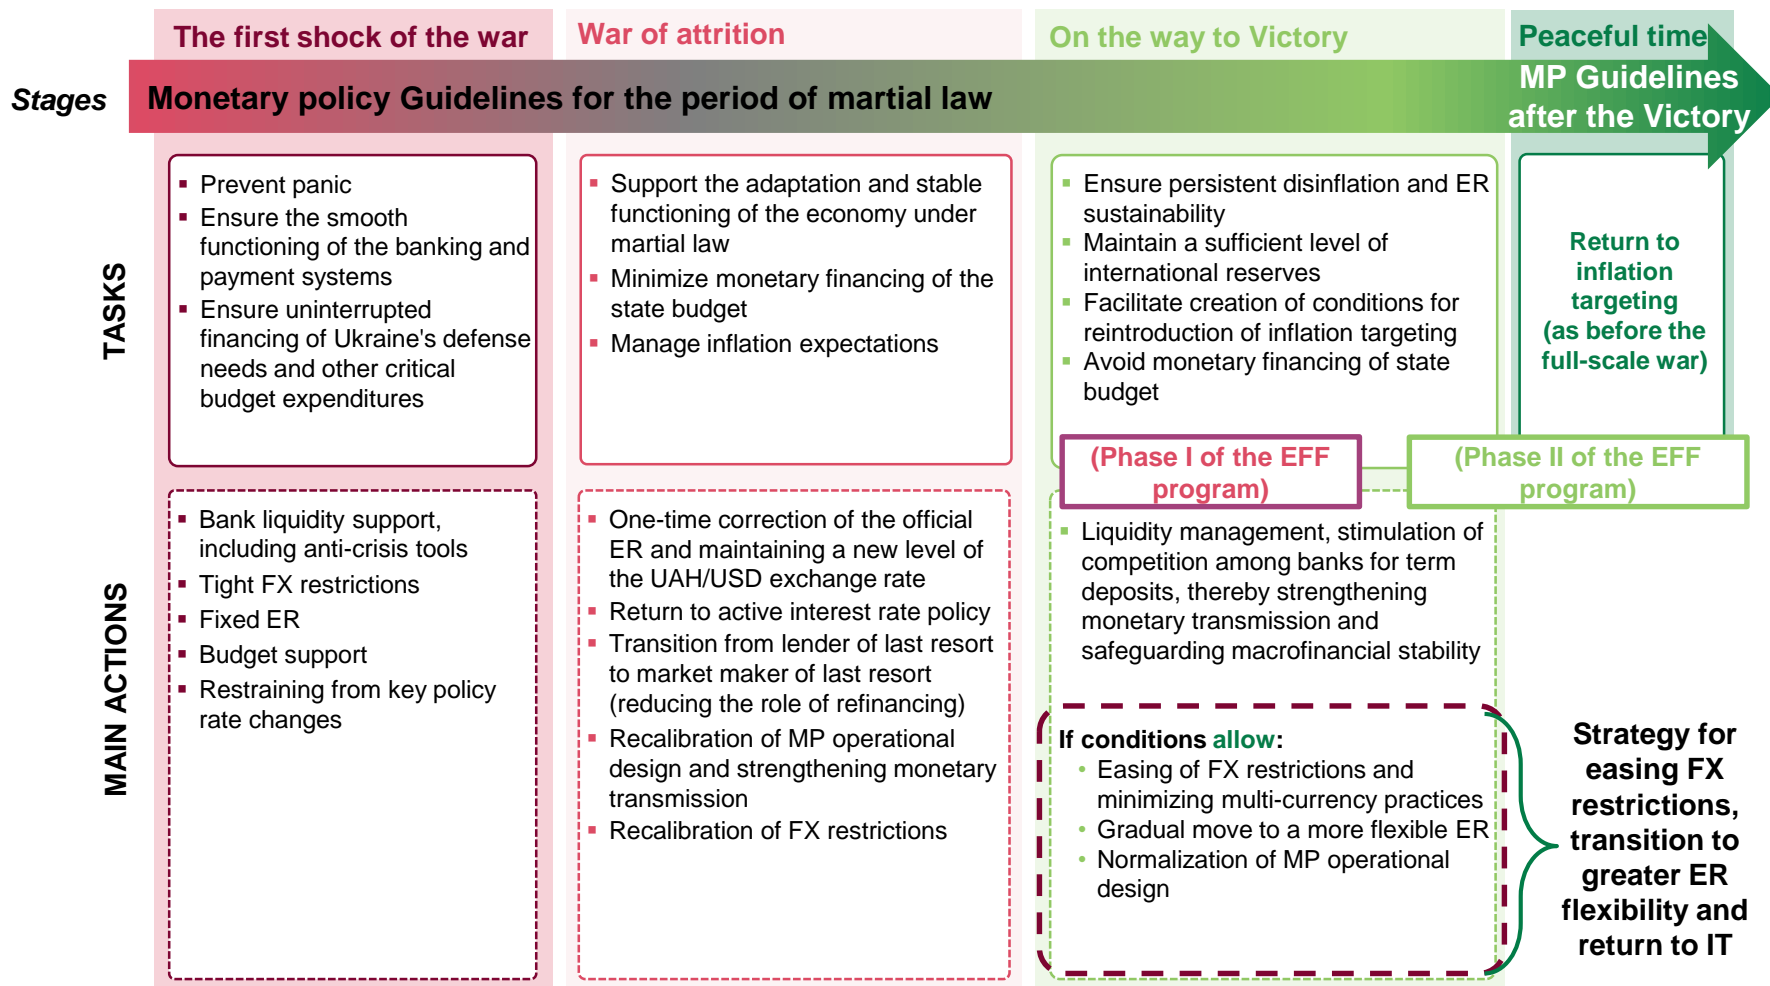 The first shock of the war
War of attrition
On the way to Victory
Peaceful time
Stages
Monetary policy Guidelines for the period of martial law
MP Guidelines
after the Victory
TASKS
▪ Prevent panic
▪ Ensure the smooth
functioning of the banking and
payment systems
▪ Ensure uninterrupted
financing of Ukraine's defense
needs and other critical
budget expenditures
▪ Support the adaptation and stable
functioning of the economy under
martial law
▪ Minimize monetary financing of the
state budget
▪ Manage inflation expectations
▪ Ensure persistent disinflation and ER
sustainability
▪ Maintain a sufficient level of
international reserves
▪ Facilitate creation of conditions for
reintroduction of inflation targeting
▪ Avoid monetary financing of state
budget
Return to
inflation
targeting
(as before the
full-scale war)
(Phase I of the EFF
program)
(Phase II of the EFF
program)
MAIN ACTIONS
▪ Bank liquidity support,
including anti-crisis tools
▪ Tight FX restrictions
▪ Fixed ER
▪ Budget support
▪ Restraining from key policy
rate changes
▪ One-time correction of the official
ER and maintaining a new level of
the UAH/USD exchange rate
▪ Return to active interest rate policy
▪ Transition from lender of last resort
to market maker of last resort
(reducing the role of refinancing)
▪ Recalibration of MP operational
design and strengthening monetary
transmission
▪ Recalibration of FX restrictions
▪ Liquidity management, stimulation of
competition among banks for term
deposits, thereby strengthening
monetary transmission and
safeguarding macrofinancial stability
If conditions allow:
• Easing of FX restrictions and
minimizing multi-currency practices
• Gradual move to a more flexible ER
• Normalization of MP operational
design
Strategy for
easing FX
restrictions,
transition to
greater ER
flexibility and
return to IT